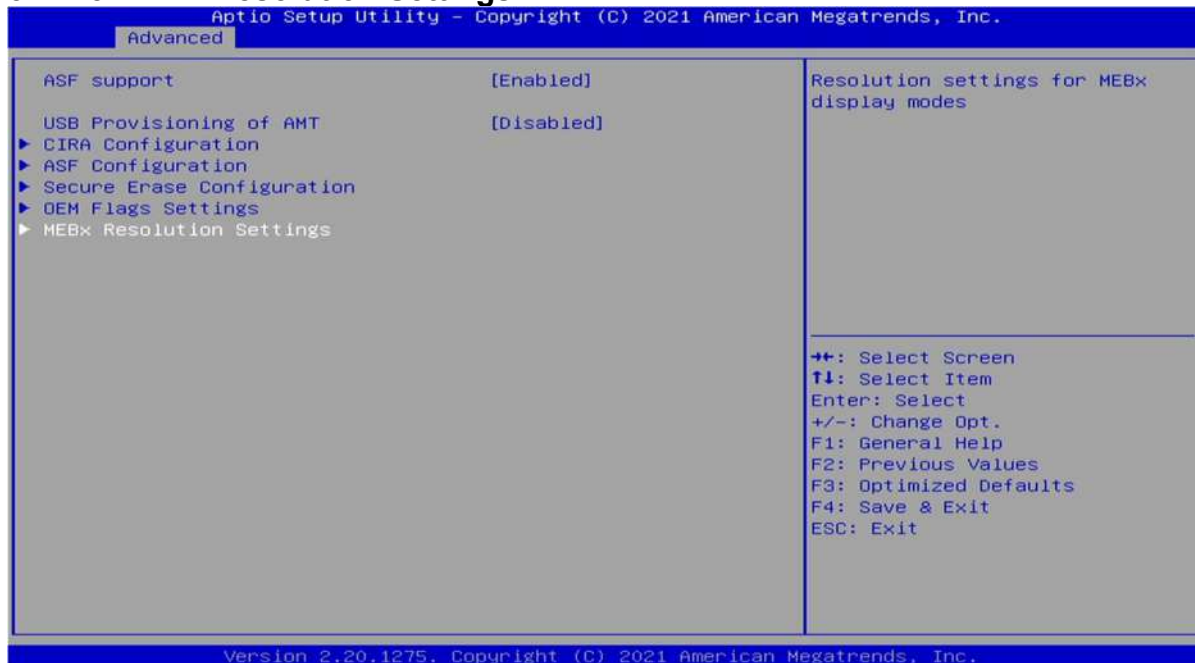 Resolution Settings
Aptio Setup Utility – Copyright (C) 2021 American Megatrends, Inc.
Advanced
ASF support [Enabled]
USB Provisioning of AMT [Disabled]
► CIRA Configuration
► ASF Configuration
► Secure Erase Configuration
► OEM Flags Settings
► MEBx Resolution Settings
Resolution settings for MEBx
display modes
→←: Select Screen
↑↓: Select Item
Enter: Select
+/-: Change Opt.
F1: General Help
F2: Previous Values
F3: Optimized Defaults
F4: Save & Exit
ESC: Exit
Version 2.20.1275. Copyright (C) 2021 American Megatrends, Inc.